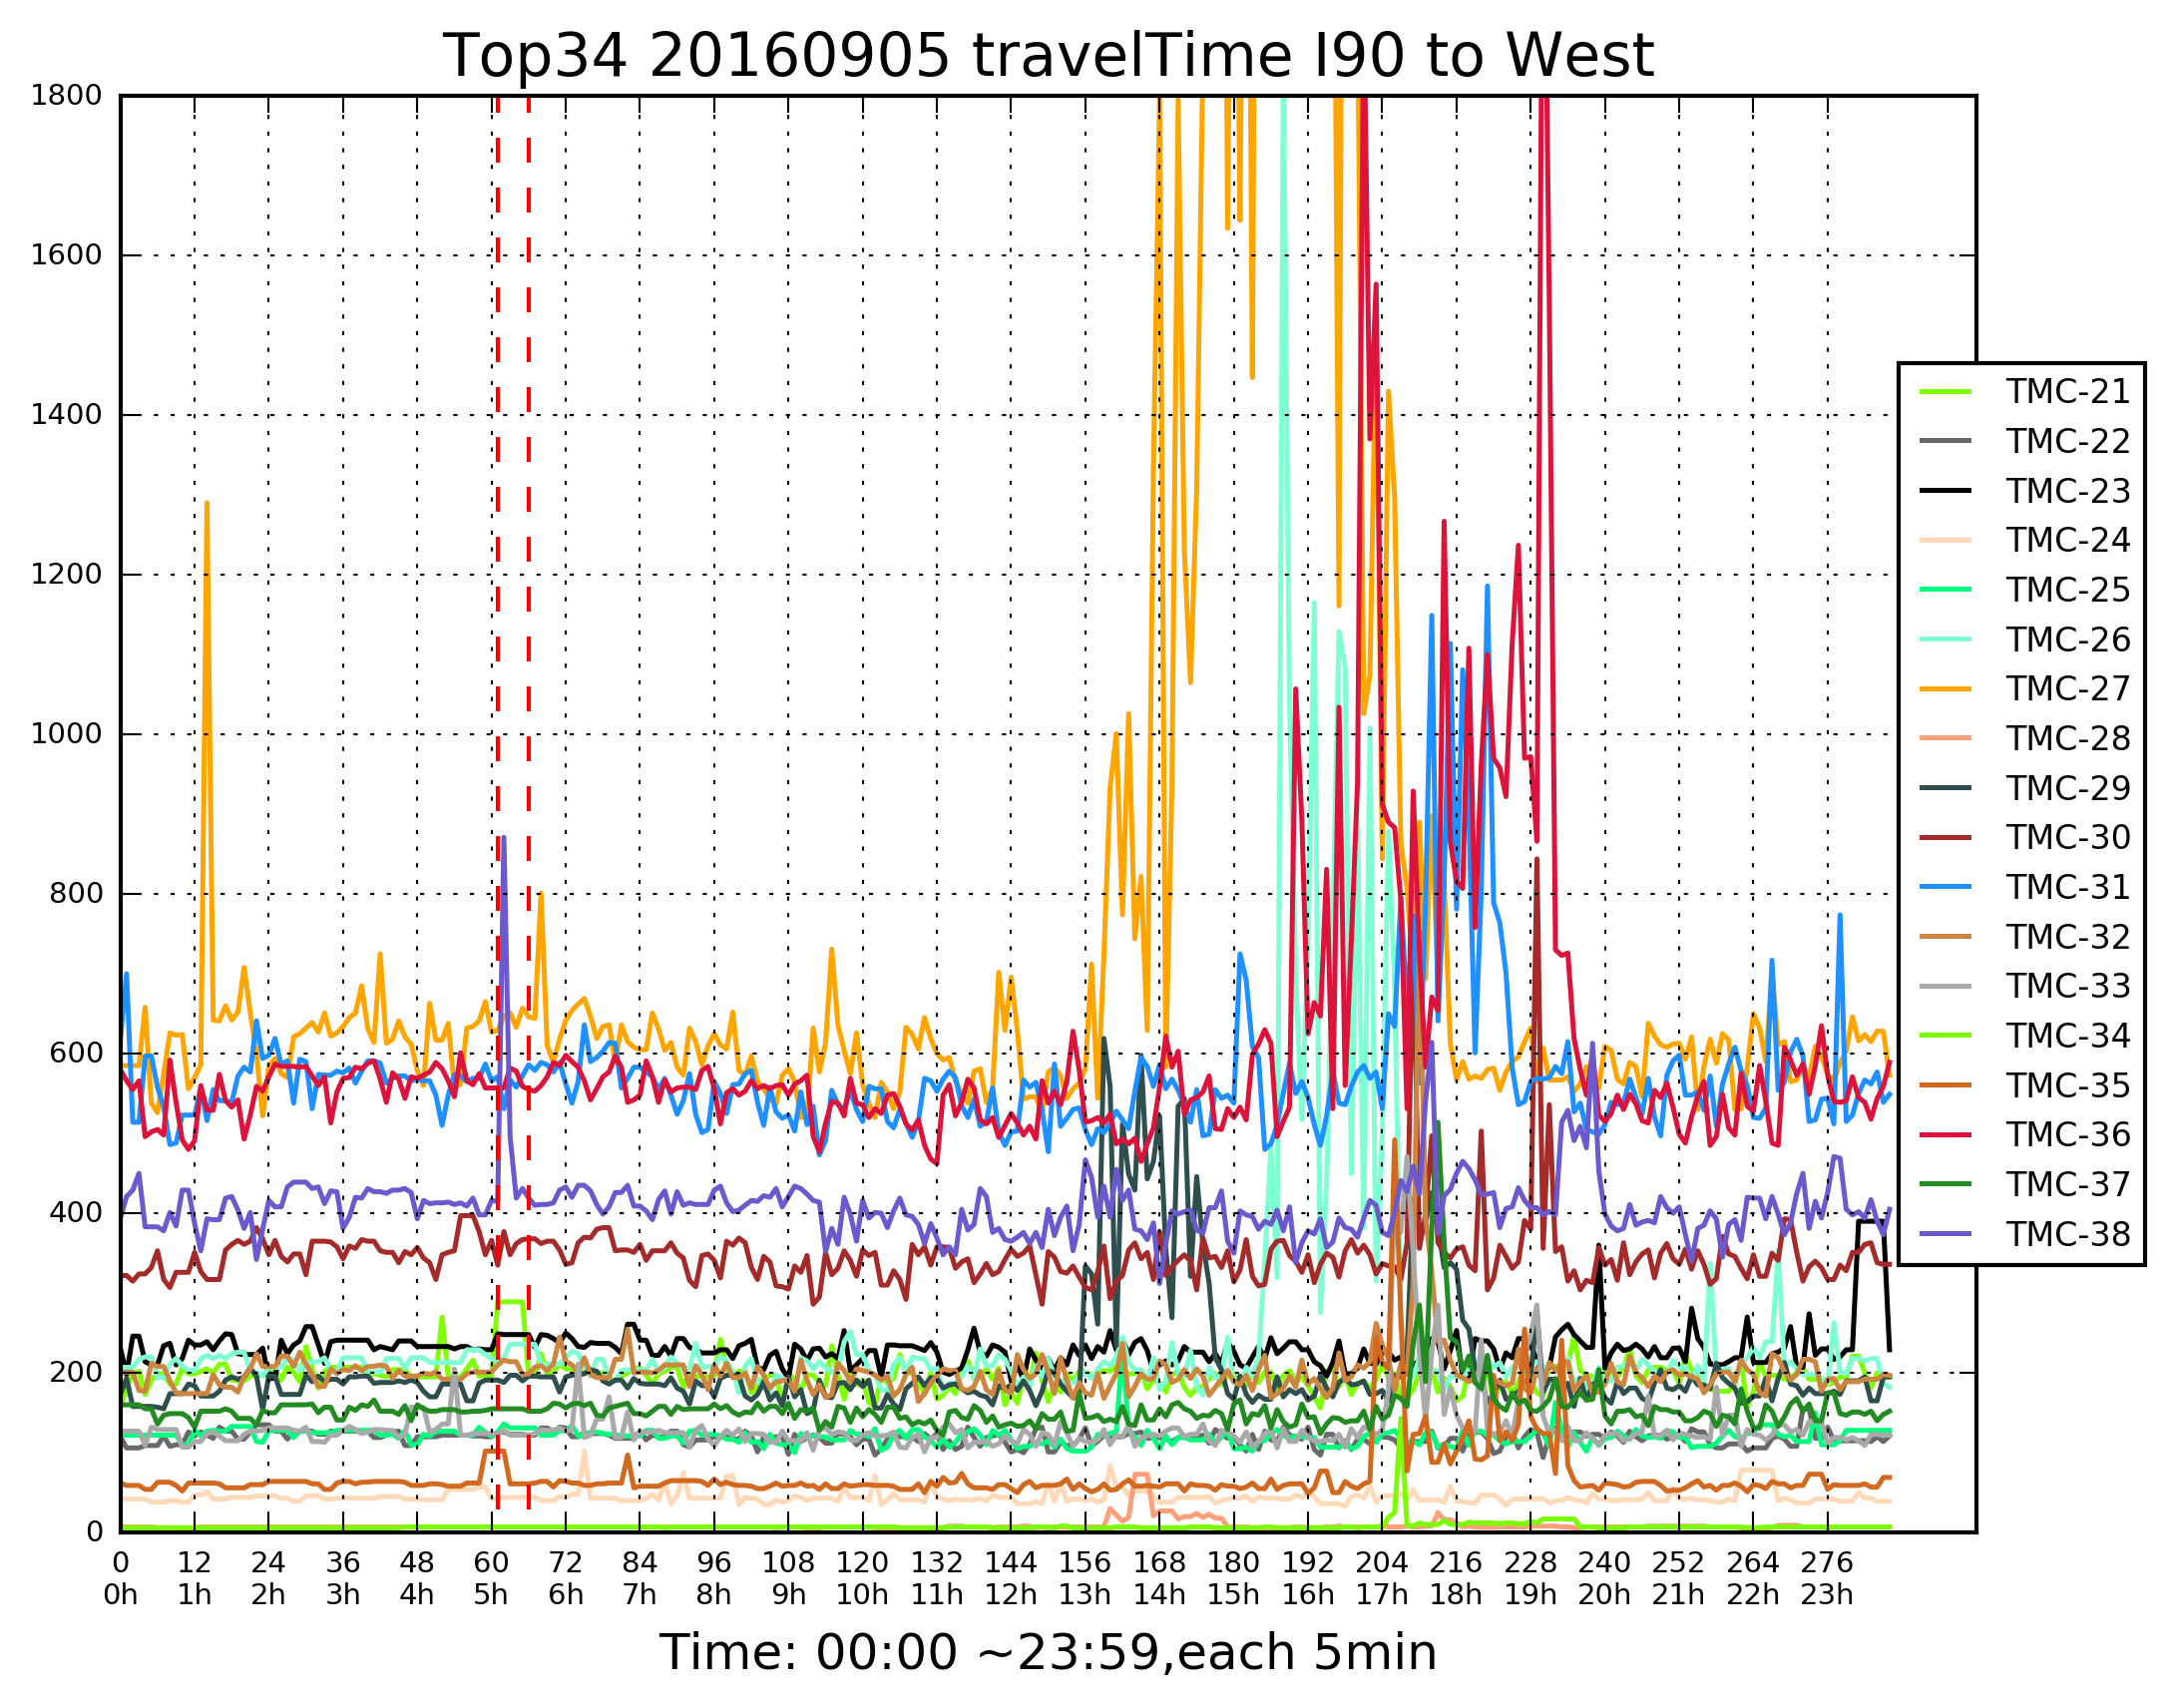 Top34 20160905 travelTime I90 to West
1800
1600
1400
1200
1000
800
600
400
200
0
0 12 24 36 48 60 72 84 96 108 120 132 144 156 168 180 192 204 216 228 240 252 264 276
0h 1h 2h 3h 4h 5h 6h 7h 8h 9h 10h 11h 12h 13h 14h 15h 16h 17h 18h 19h 20h 21h 22h 23h
Time: 00:00 ~23:59,each 5min
TMC-21
TMC-22
TMC-23
TMC-24
TMC-25
TMC-26
TMC-27
TMC-28
TMC-29
TMC-30
TMC-31
TMC-32
TMC-33
TMC-34
TMC-35
TMC-36
TMC-37
TMC-38